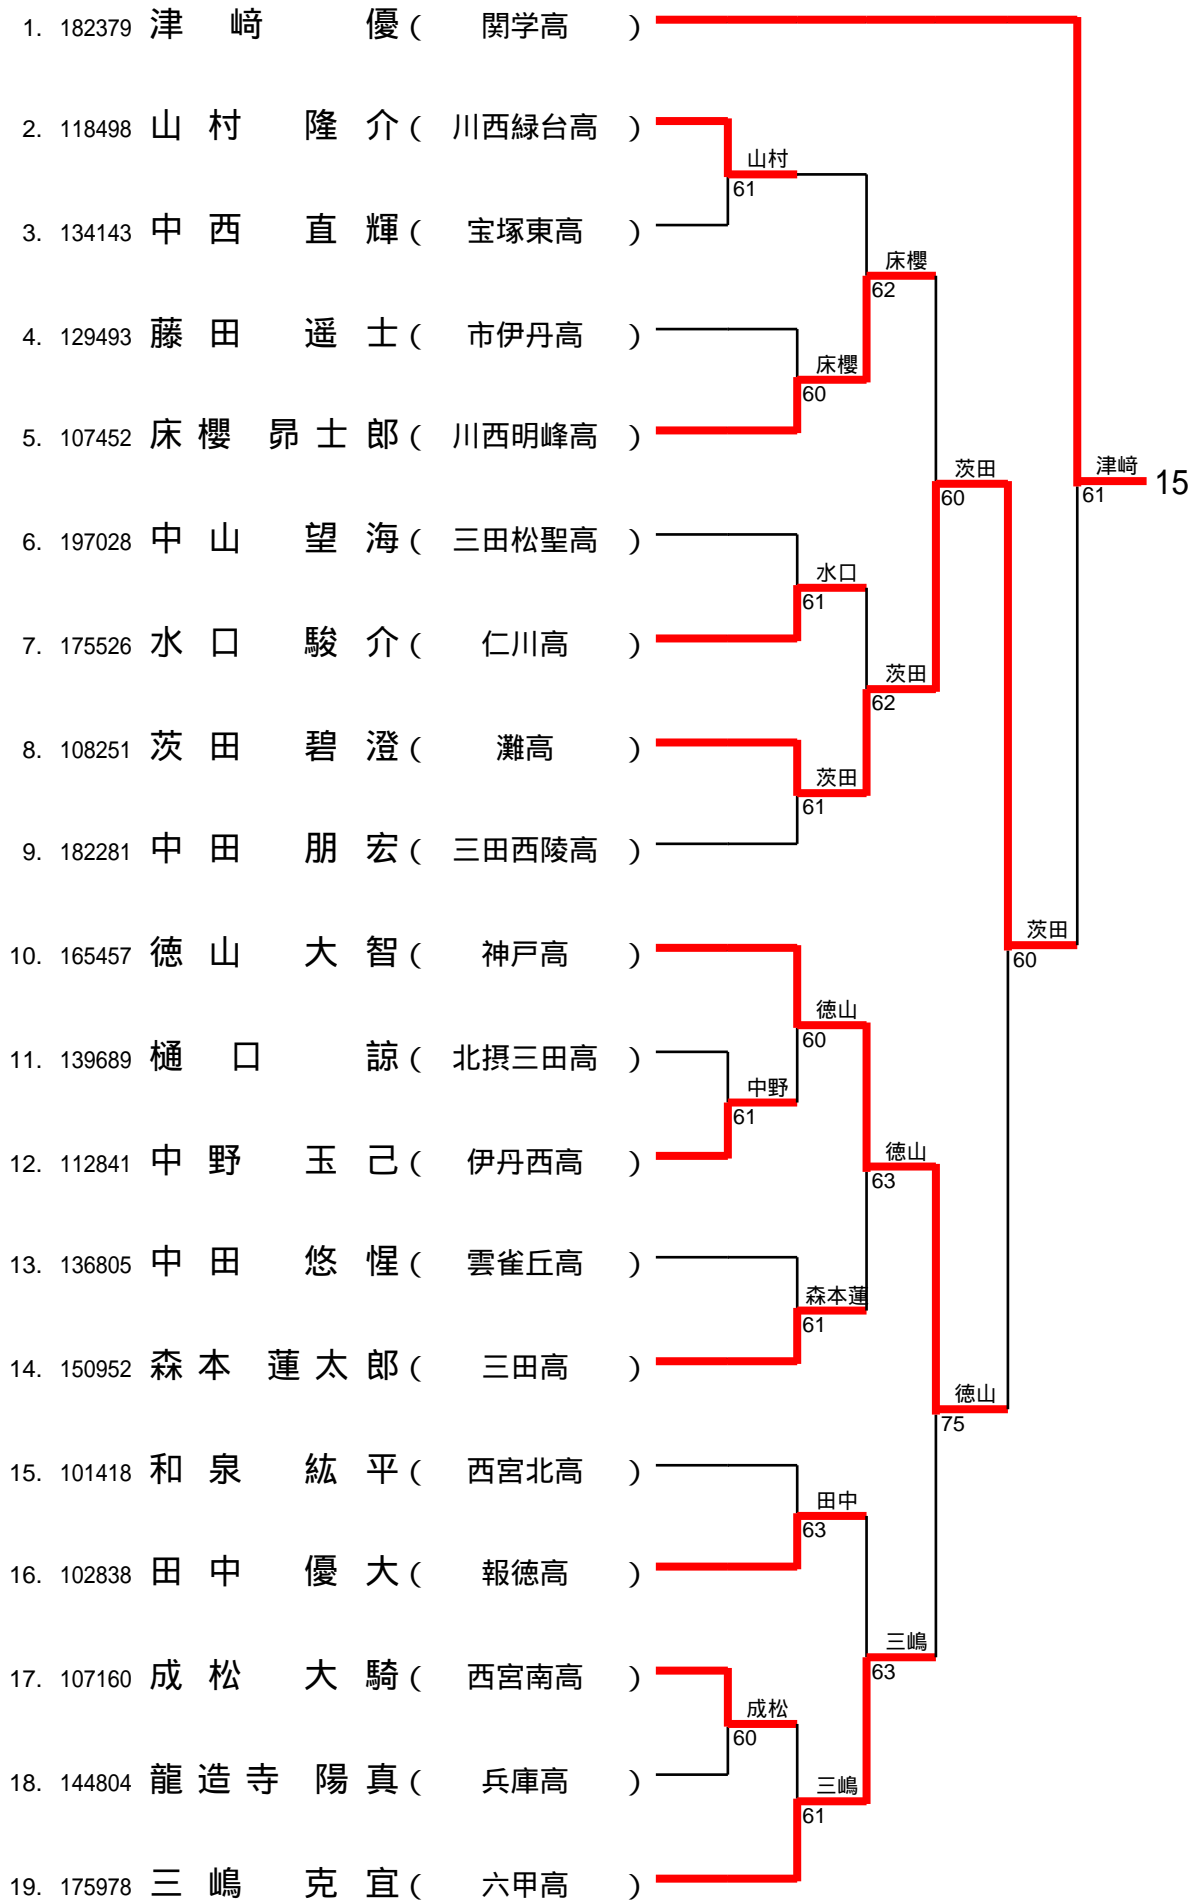 1. 182379 津﨑 優 ( 関学高 )
2. 118498 山村 隆介 ( 川西緑台高 )
山村
61
3. 134143 中西 直輝 ( 宝塚東高 )
床櫻
62
4. 129493 藤田 遥士 ( 市伊丹高 )
床櫻
60
5. 107452 床櫻 昴士郎 ( 川西明峰高 )
茨田
60
津﨑
61
15
6. 197028 中山 望海 ( 三田松聖高 )
水口
61
7. 175526 水口 駿介 ( 仁川高 )
茨田
62
8. 108251 茨田 碧澄 ( 灘高 )
茨田
61
9. 182281 中田 朋宏 ( 三田西陵高 )
茨田
60
10. 165457 徳山 大智 ( 神戸高 )
徳山
60
11. 139689 樋口 諒 ( 北摂三田高 )
中野
61
12. 112841 中野 玉己 ( 伊丹西高 )
徳山
63
13. 136805 中田 悠惺 ( 雲雀丘高 )
森本蓮
61
14. 150952 森本 蓮太郎 ( 三田高 )
徳山
75
15. 101418 和泉 紘平 ( 西宮北高 )
田中
63
16. 102838 田中 優大 ( 報徳高 )
三嶋
63
17. 107160 成松 大騎 ( 西宮南高 )
成松
60
18. 144804 龍造寺 陽真 ( 兵庫高 )
三嶋
61
19. 175978 三嶋 克宜 ( 六甲高 )